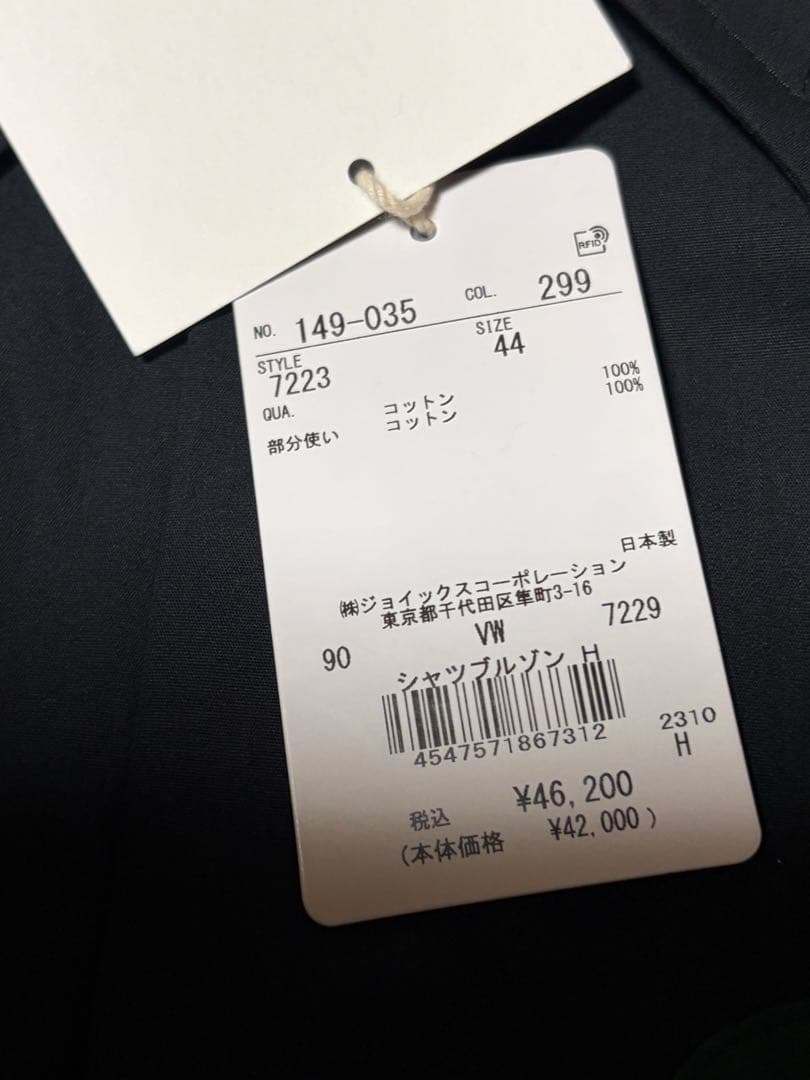 RFID
NO. 149-035 COL. 299
STYLE SIZE
7223 44
QUA. コットン 100%
部分使い コットン 100%
日本製
㈱ジョイックスコーポレーション
東京都千代田区隼町3-16
90 VW 7229
シャツブルゾン H
4547571867312 2310
H
税込 ¥46,200
(本体価格 ¥42,000)